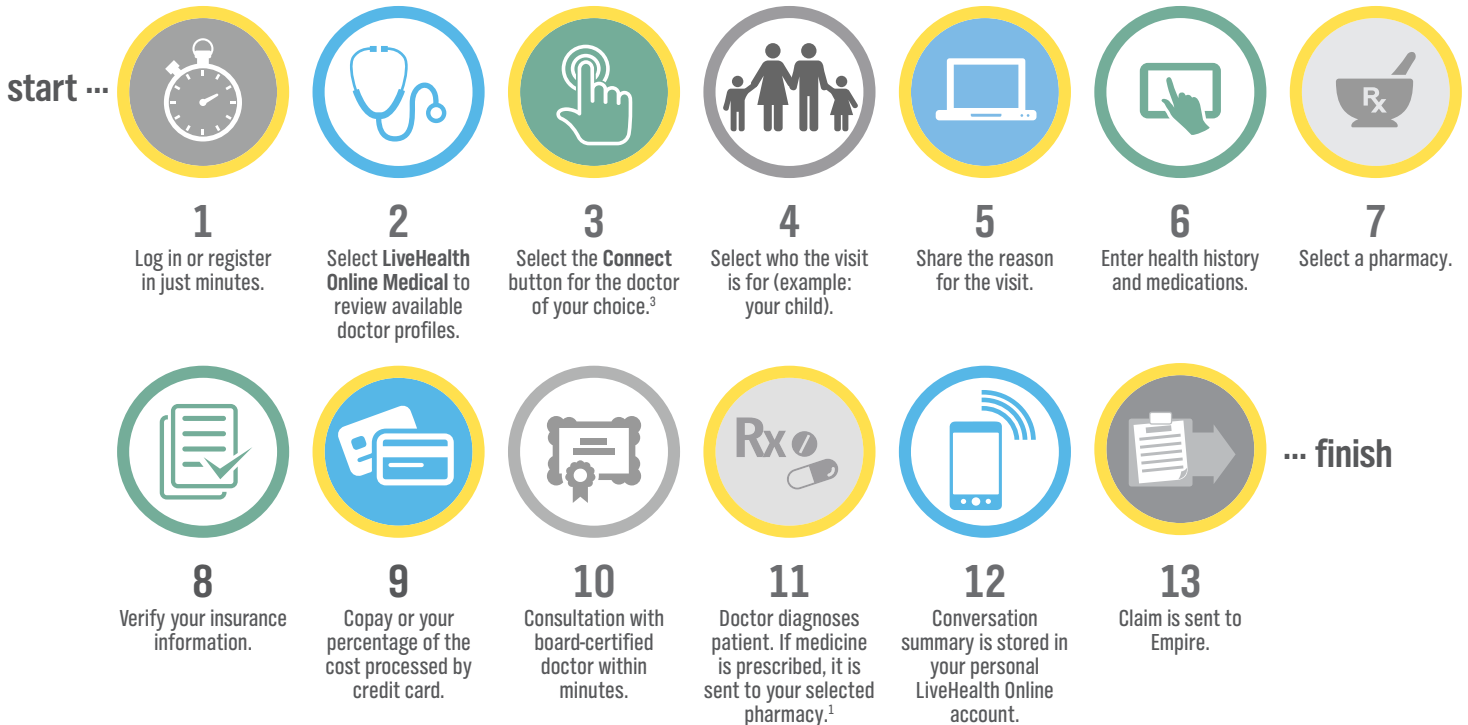 start ...
1
Log in or register
in just minutes.
2
Select LiveHealth
Online Medical to
review available
doctor profiles.
3
Select the Connect
button for the doctor
of your choice.3
4
Select who the visit
is for (example:
your child).
5
Share the reason
for the visit.
6
Enter health history
and medications.
Rx
7
Select a pharmacy.
8
Verify your insurance
information.
9
Copay or your
percentage of the
cost processed by
credit card.
10
Consultation with
board-certified
doctor within
minutes.
Rx
11
Doctor diagnoses
patient. If medicine
is prescribed, it is
sent to your selected
pharmacy.1
12
Conversation
summary is stored in
your personal
LiveHealth Online
account.
13
Claim is sent to
Empire.
... finish